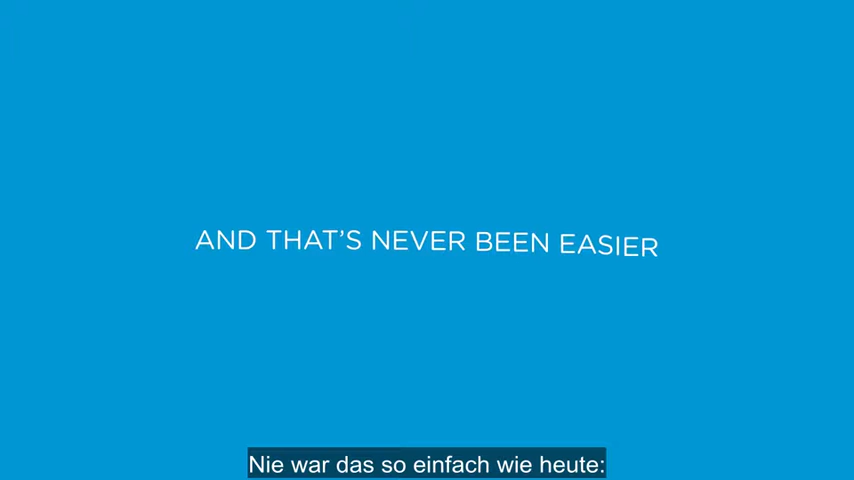 AND THAT'S NEVER BEEN EASIER
Nie war das so einfach wie heute: